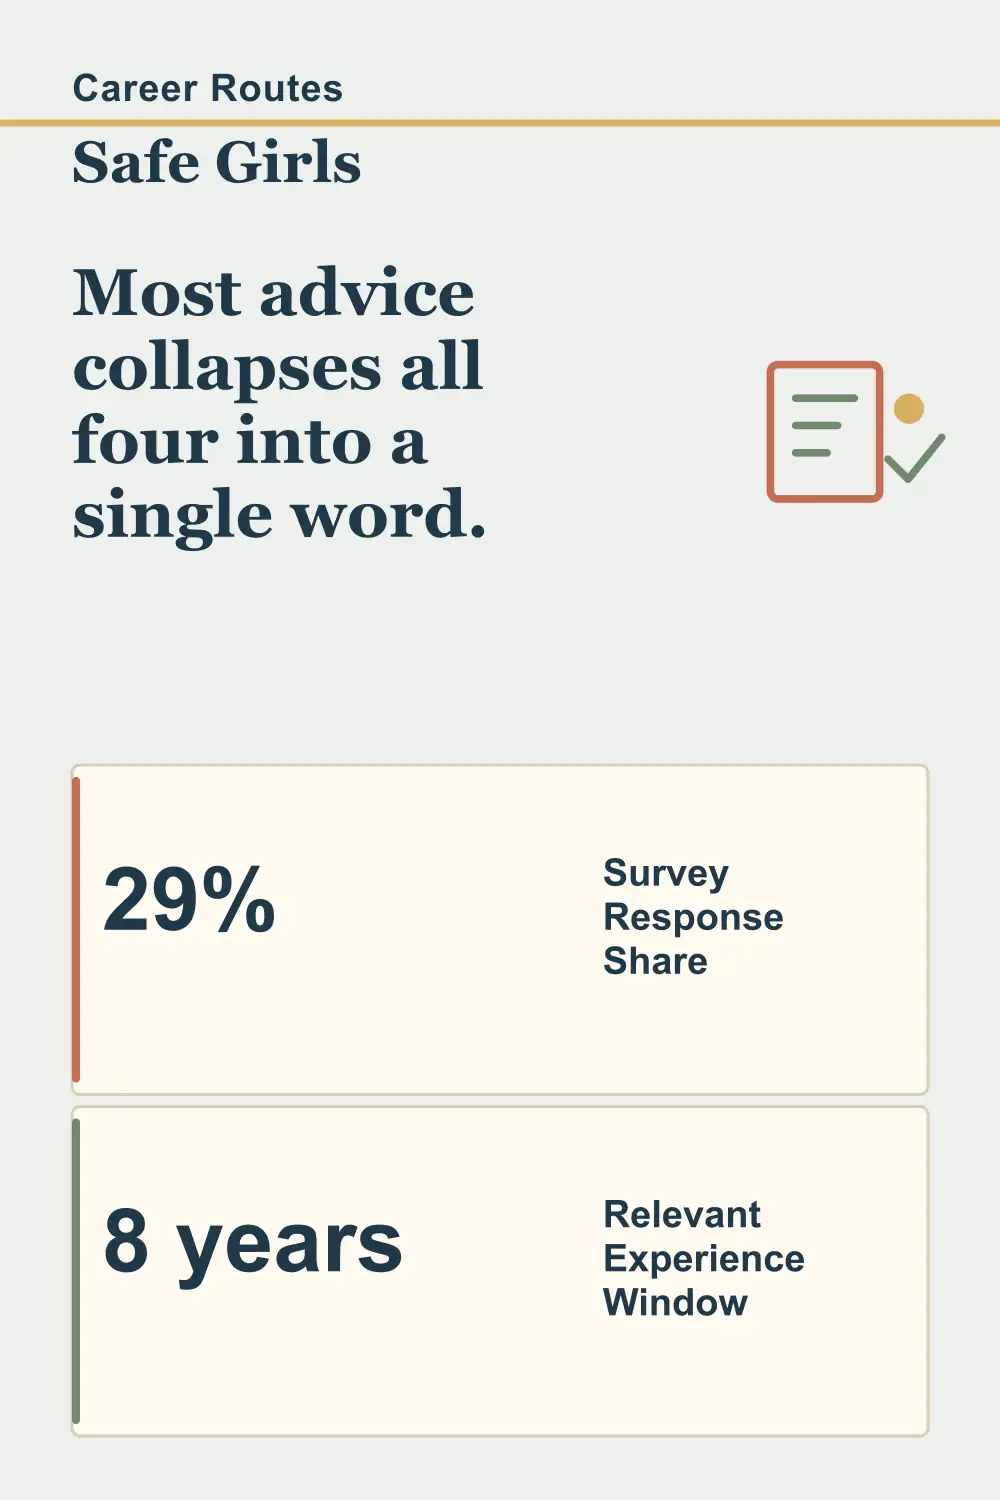 Career Routes
Safe Girls
Most advice
collapses all
four into a
single word.
29%
Survey
Response
Share
8 years
Relevant
Experience
Window